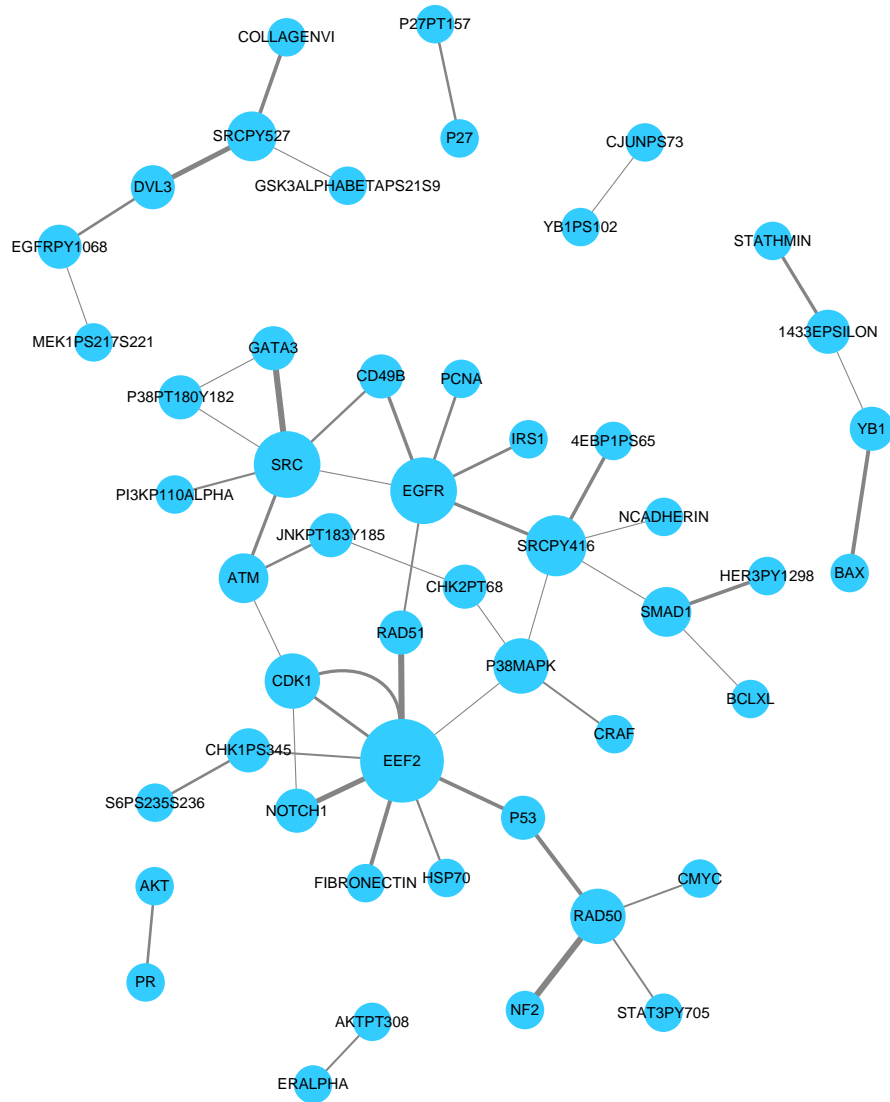 P27PT157
COLLAGENVI
SRCPY527
P27
CJUNPS73
DVL3
GSK3ALPHABETAPS21S9
YB1PS102
STATHMIN
EGFRPY1068
1433EPSILON
MEK1PS217S221
GATA3
CD49B
PCNA
P38PT180Y182
YB1
IRS1
4EBP1PS65
SRC
EGFR
PI3KP110ALPHA
NCADHERIN
JNKPT183Y185
SRCPY416
HER3PY1298
BAX
ATM
CHK2PT68
SMAD1
RAD51
P38MAPK
CDK1
BCLXL
CRAF
CHK1PS345
EEF2
S6PS235S236
NOTCH1
P53
FIBRONECTIN
HSP70
CMYC
AKT
RAD50
PR
NF2
STAT3PY705
AKTPT308
ERALPHA